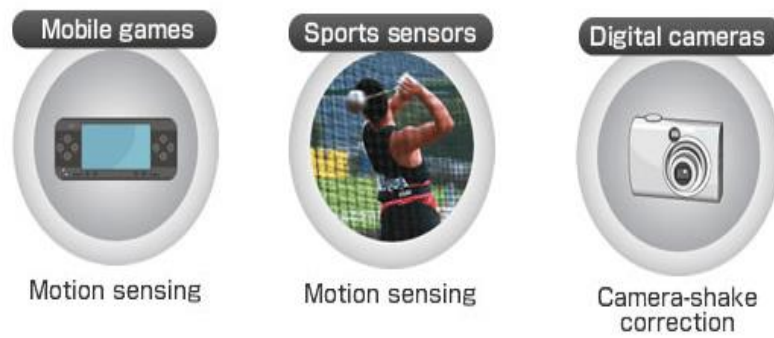 Mobile games
Sports sensors
Digital cameras
Motion sensing
Motion sensing
Camera-shake
correction